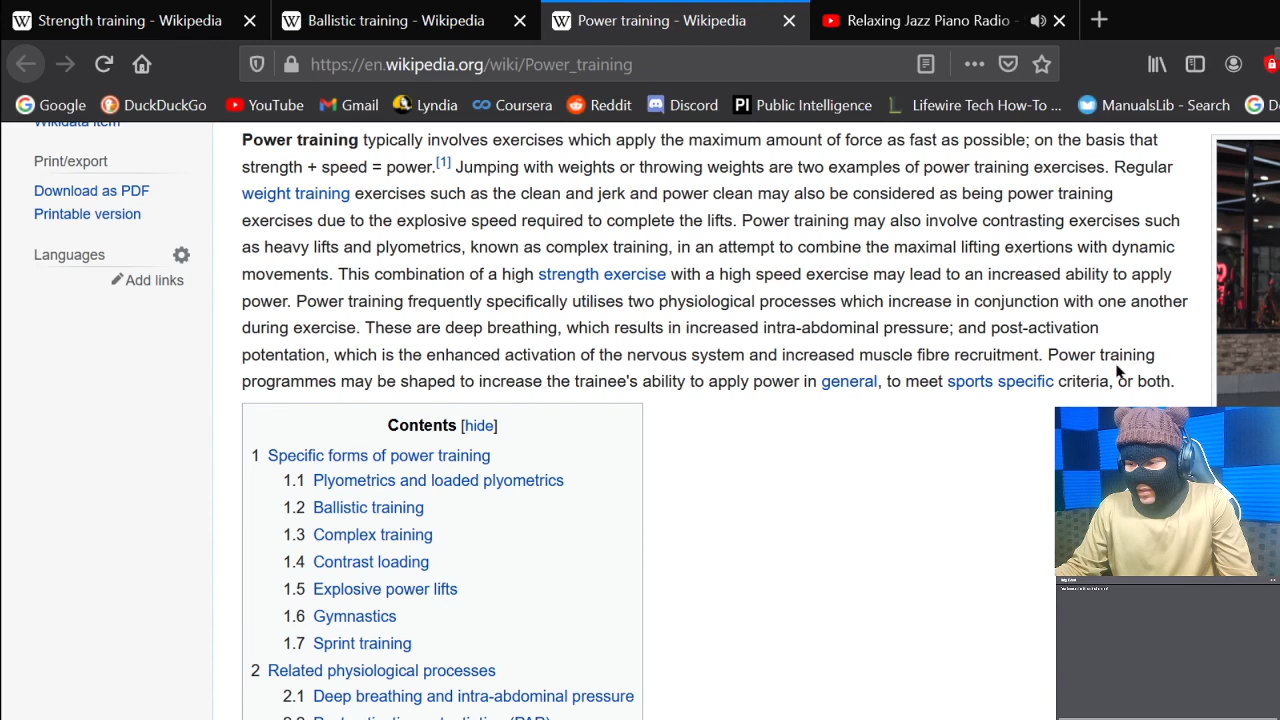 Strength training - Wikipedia
Ballistic training - Wikipedia
Power training - Wikipedia
Relaxing Jazz Piano Radio -
https://en.wikipedia.org/wiki/Power_training
Google
DuckDuckGo
YouTube
Gmail
Lyndia
Coursera
Reddit
Discord
PI Public Intelligence
Lifewire Tech How-To ...
ManualsLib - Search
Wikidata item
Print/export
Download as PDF
Printable version
Languages
Add links
Power training typically involves exercises which apply the maximum amount of force as fast as possible; on the basis that
strength + speed = power.[1] Jumping with weights or throwing weights are two examples of power training exercises. Regular
weight training exercises such as the clean and jerk and power clean may also be considered as being power training
exercises due to the explosive speed required to complete the lifts. Power training may also involve contrasting exercises such
as heavy lifts and plyometrics, known as complex training, in an attempt to combine the maximal lifting exertions with dynamic
movements. This combination of a high strength exercise with a high speed exercise may lead to an increased ability to apply
power. Power training frequently specifically utilises two physiological processes which increase in conjunction with one another
during exercise. These are deep breathing, which results in increased intra-abdominal pressure; and post-activation
potentation, which is the enhanced activation of the nervous system and increased muscle fibre recruitment. Power training
programmes may be shaped to increase the trainee's ability to apply power in general, to meet sports specific criteria, or both.
Contents [hide]
1 Specific forms of power training
1.1 Plyometrics and loaded plyometrics
1.2 Ballistic training
1.3 Complex training
1.4 Contrast loading
1.5 Explosive power lifts
1.6 Gymnastics
1.7 Sprint training
2 Related physiological processes
2.1 Deep breathing and intra-abdominal pressure